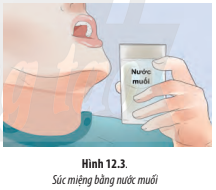 Nước
muối
Hình 12.3.
Súc miệng bằng nước muối